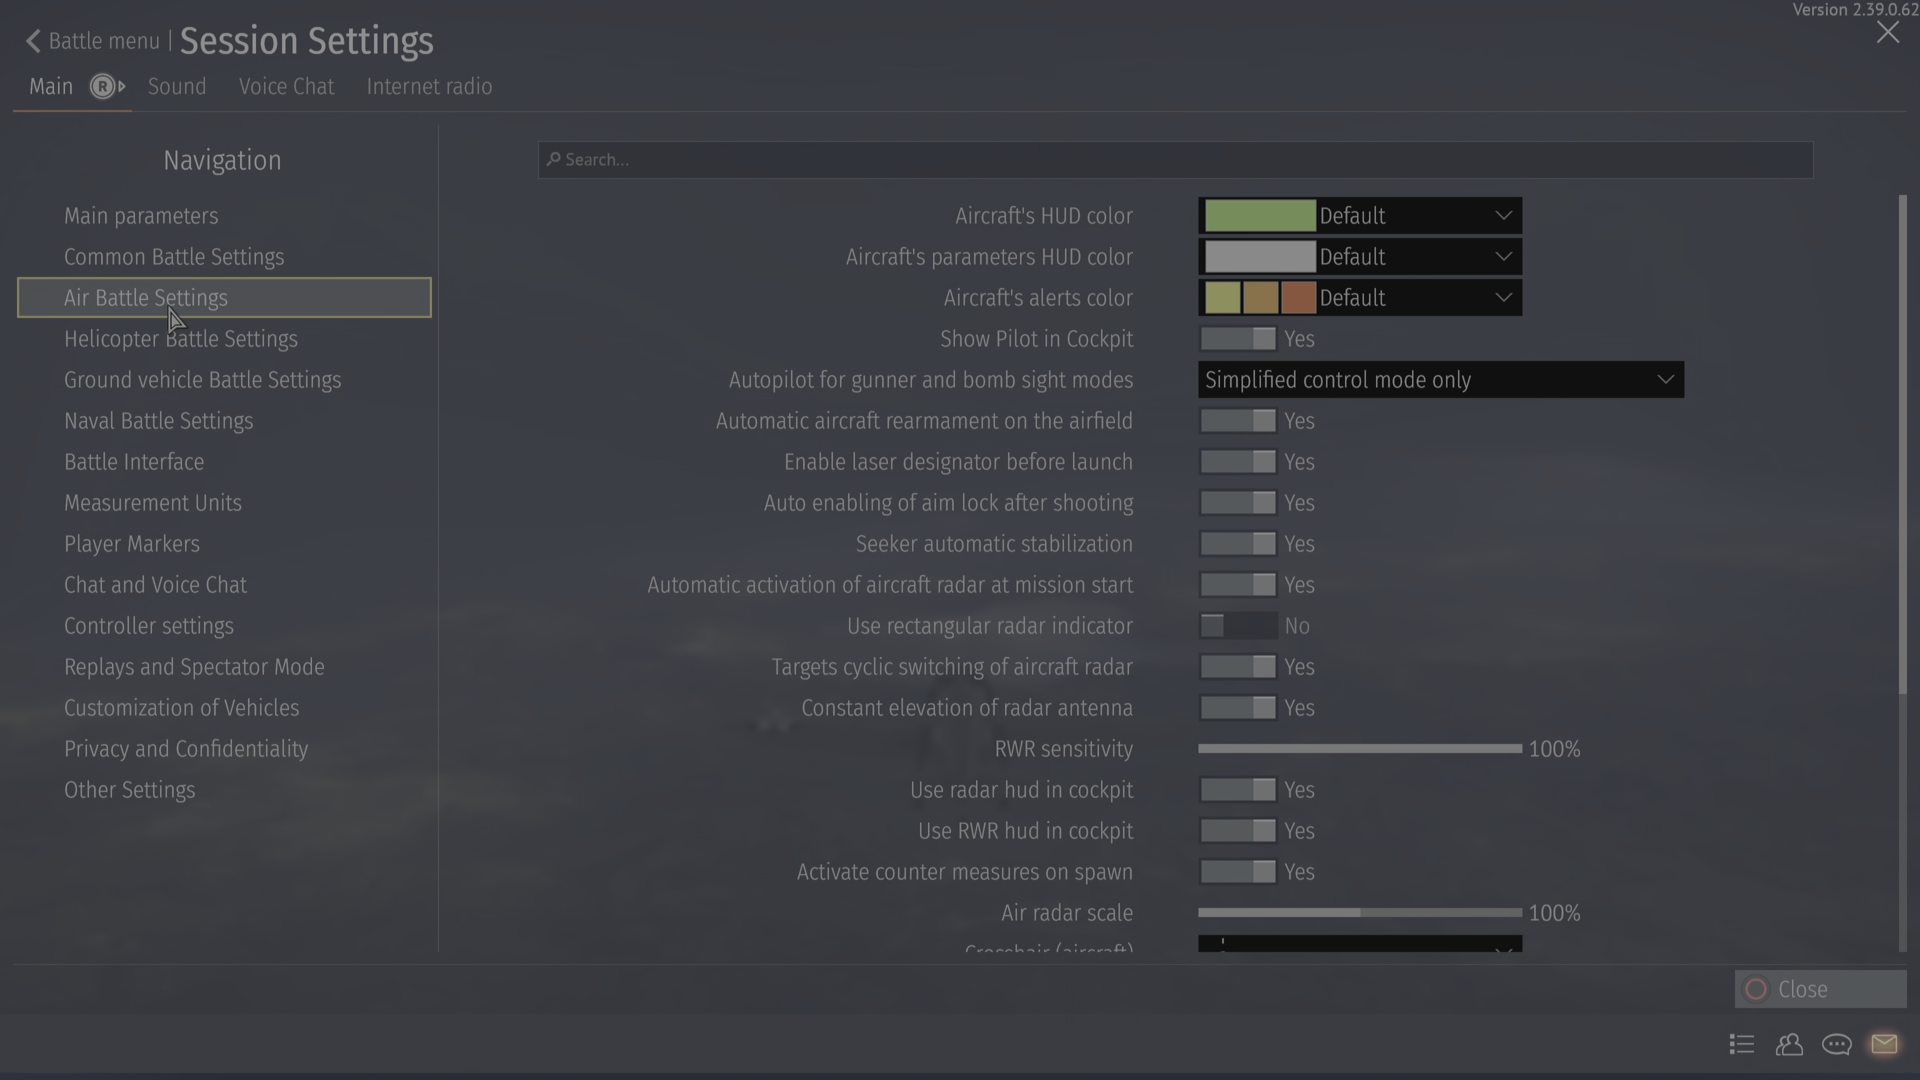 Version 2.39.0.62
Battle menu | Session Settings
Main R Sound Voice Chat Internet radio
Navigation
Search...
Main parameters
Common Battle Settings
Air Battle Settings
Helicopter Battle Settings
Ground vehicle Battle Settings
Naval Battle Settings
Battle Interface
Measurement Units
Player Markers
Chat and Voice Chat
Controller settings
Replays and Spectator Mode
Customization of Vehicles
Privacy and Confidentiality
Other Settings
Aircraft's HUD color Default
Aircraft's parameters HUD color Default
Aircraft's alerts color Default
Show Pilot in Cockpit Yes
Autopilot for gunner and bomb sight modes Simplified control mode only
Automatic aircraft rearmament on the airfield Yes
Enable laser designator before launch Yes
Auto enabling of aim lock after shooting Yes
Seeker automatic stabilization Yes
Automatic activation of aircraft radar at mission start Yes
Use rectangular radar indicator No
Targets cyclic switching of aircraft radar Yes
Constant elevation of radar antenna Yes
RWR sensitivity 100%
Use radar hud in cockpit Yes
Use RWR hud in cockpit Yes
Activate counter measures on spawn Yes
Air radar scale 100%
Crosshair (aircraft)
Close